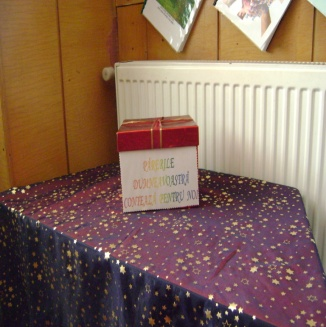 PĂRERILE
DUMNEAVOASTRĂ
CONTEAZĂ PENTRU NOI